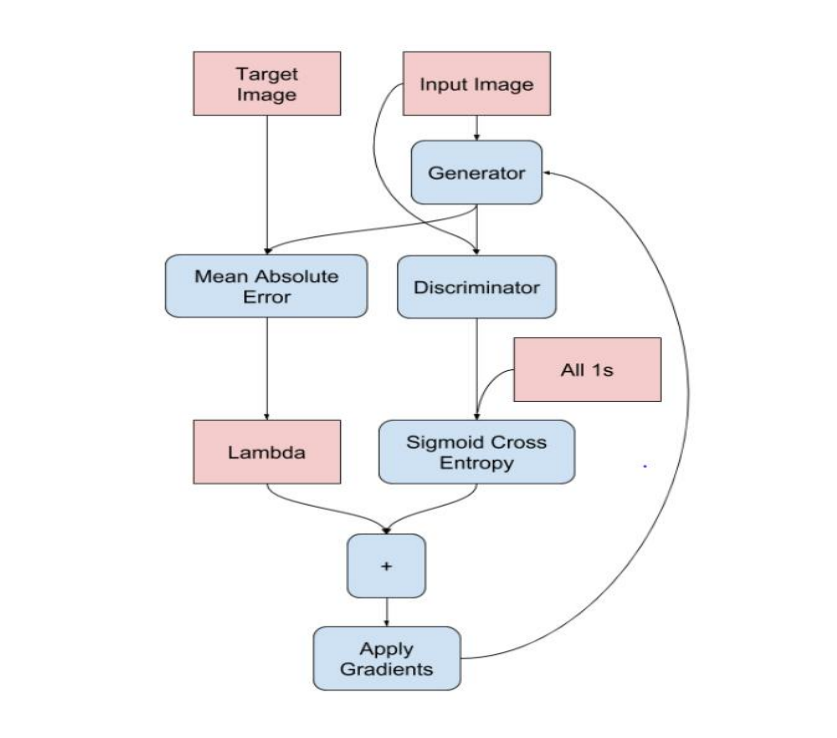 Target
Image
Input Image
Generator
Mean Absolute
Error
Discriminator
All 1s
Lambda
Sigmoid Cross
Entropy
+
Apply
Gradients